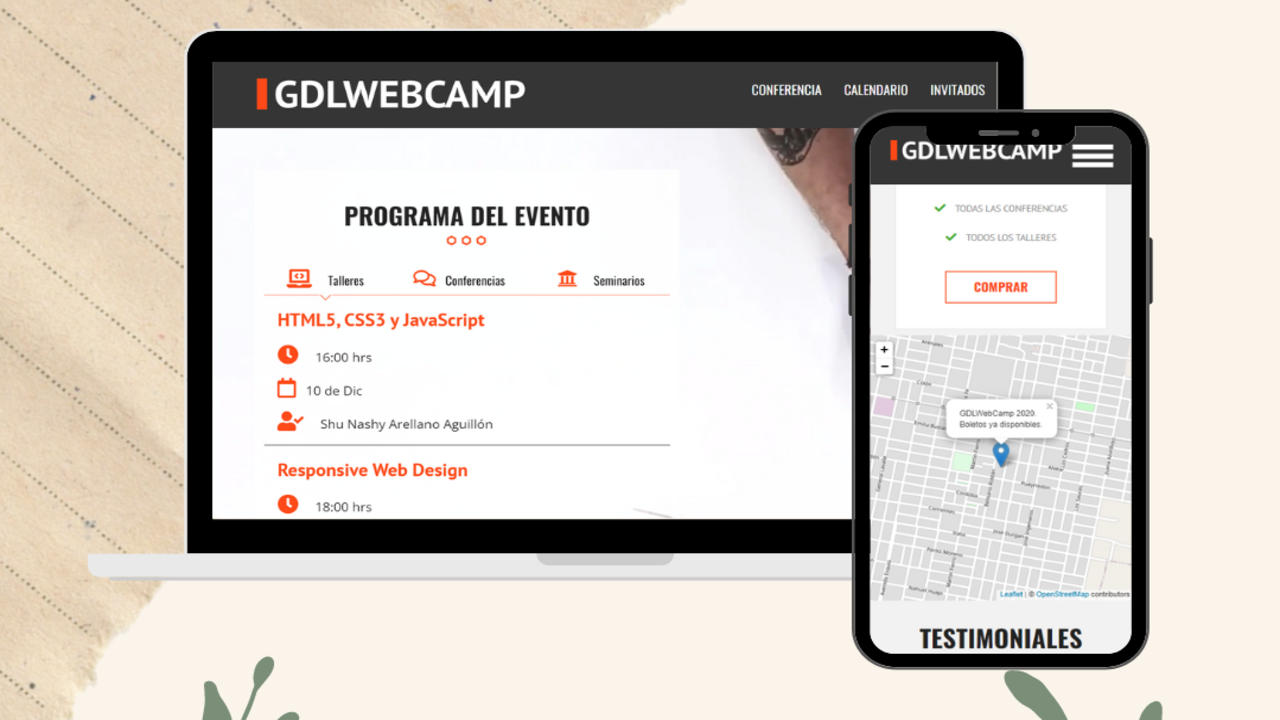 GDLWEBCAMP
CONFERENCIA CALENDARIO INVITADOS
PROGRAMA DEL EVENTO
Talleres Conferencias Seminarios
HTML5, CSS3 y JavaScript
16:00 hrs
10 de Dic
Shu Nashy Arellano Aguillón
Responsive Web Design
18:00 hrs
GDLWEBCAMP
TODAS LAS CONFERENCIAS
TODOS LOS TALLERES
COMPRAR
+
−
GDLWebCamp 2020.
Boletos ya disponibles.
×
Leaflet | © OpenStreetMap contributors
TESTIMONIALES